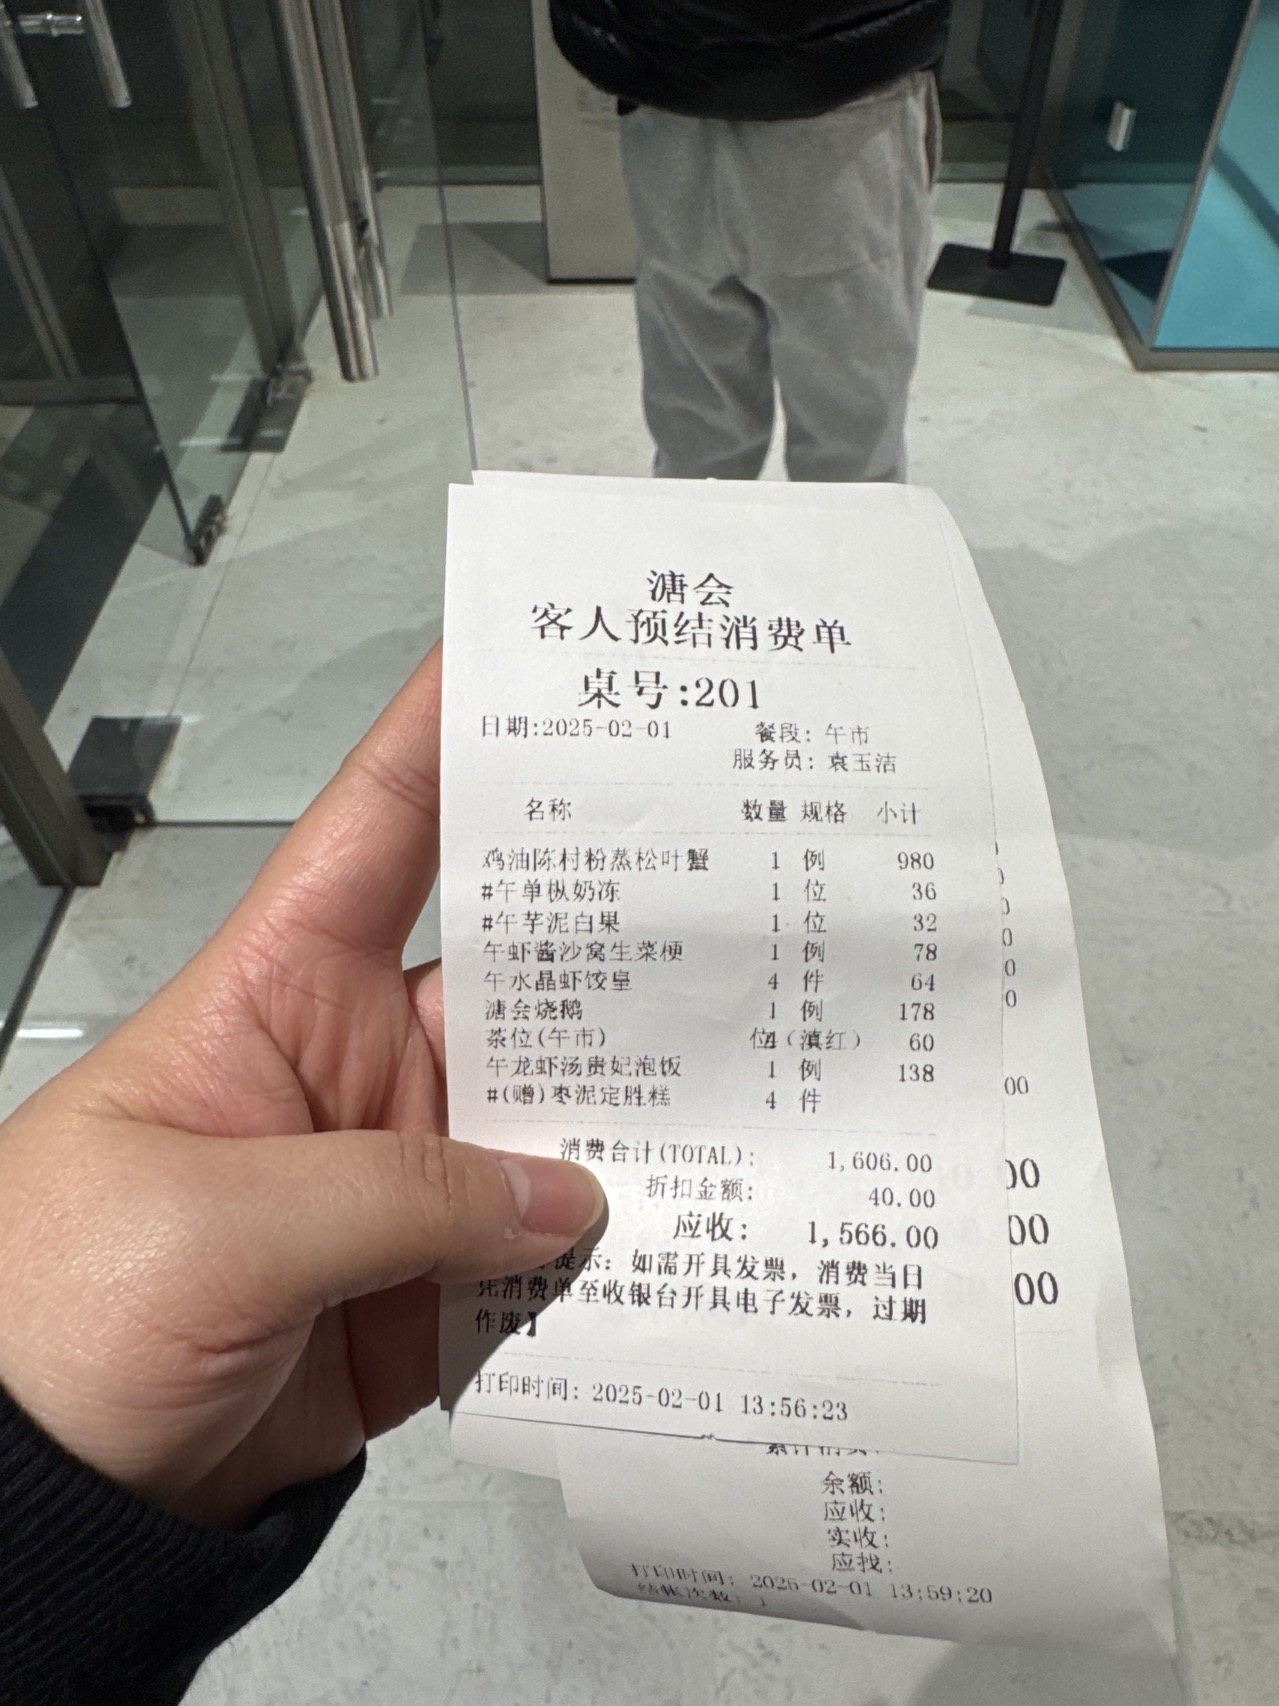 溏会
客人预结消费单
桌号:201
日期:2025-02-01 餐段: 午市
服务员: 袁玉洁
名称 数量 规格 小计
鸡油陈村粉蒸松叶蟹 1 例 980
#午单枞奶冻 1 位 36
#午芋泥白果 1 位 32
午虾酱沙窝生菜梗 1 例 78
午水晶虾饺皇 4 件 64
溏会烧鹅 1 例 178
茶位(午市) 4 位(滇红) 60
午龙虾汤贵妃泡饭 1 例 138
#(赠)枣泥定胜糕 4 件
消费合计(TOTAL): 1,606.00
折扣金额: 40.00
应收: 1,566.00
提示: 如需开具发票, 消费当日
凭消费单至收银台开具电子发票, 过期
作废】
打印时间: 2025-02-01 13:56:23
余额:
应收:
实收:
应找:
打印时间: 2025-02-01 13:59:20
结帐次数: 1